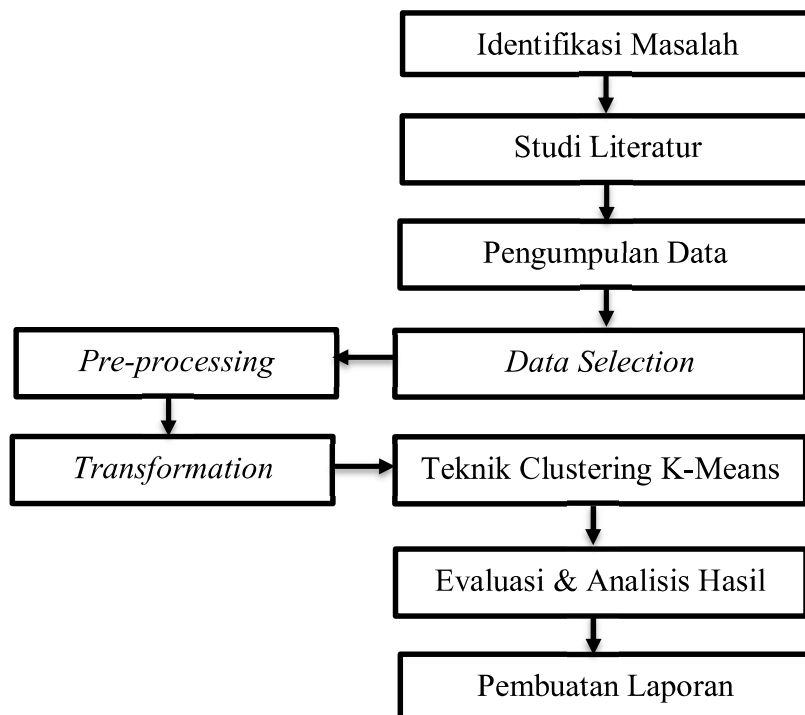 Identifikasi Masalah
Studi Literatur
Pengumpulan Data
Data Selection
Pre-processing
Transformation
Teknik Clustering K-Means
Evaluasi & Analisis Hasil
Pembuatan Laporan